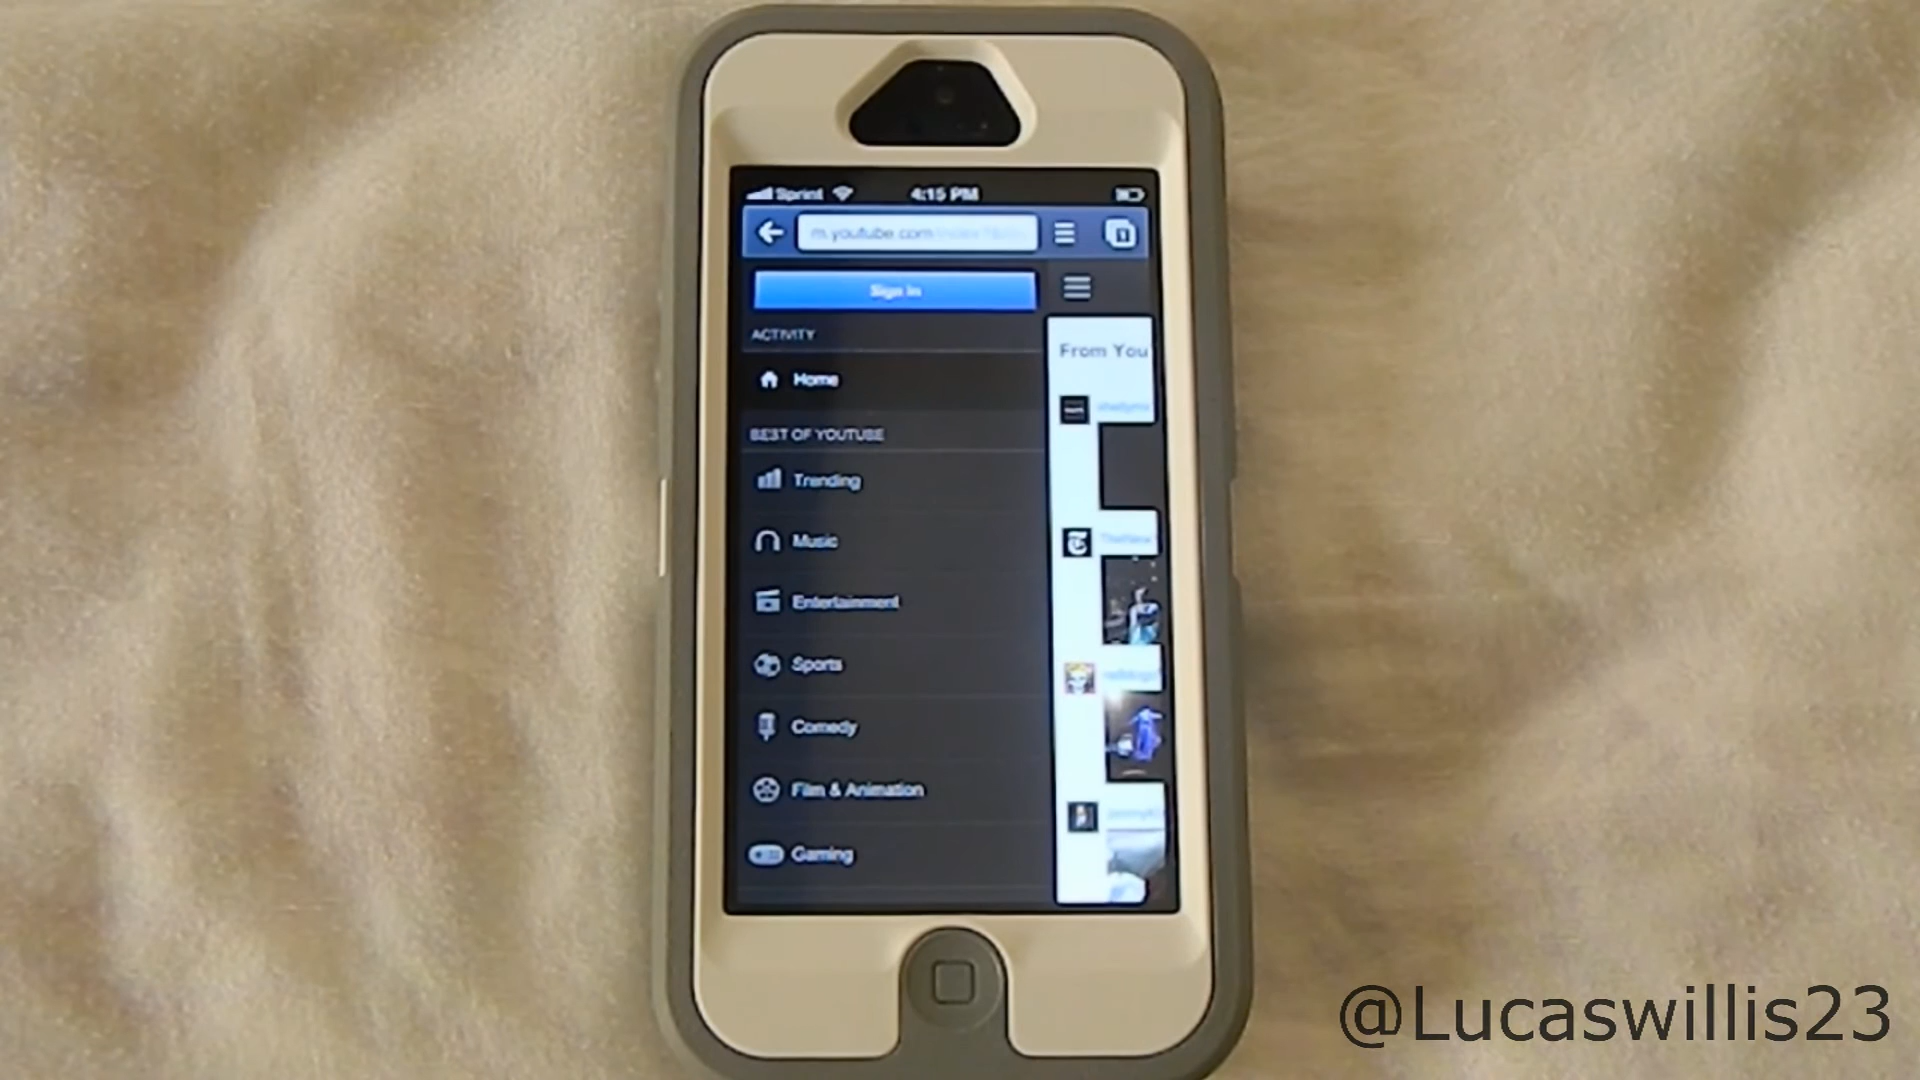 Sprint 4:15 PM
m.youtube.com
1
Sign In
ACTIVITY
From You
Home
BEST OF YOUTUBE
Trending
Music
Entertainment
Sports
Comedy
Film & Animation
Gaming
@Lucaswillis23